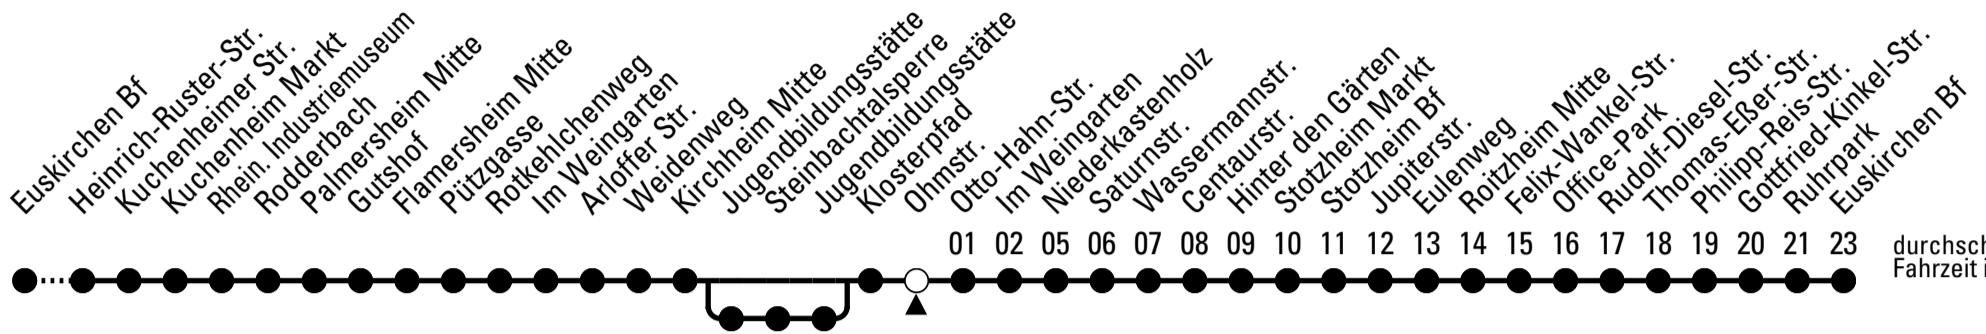 Euskirchen Bf
Heinrich-Ruster-Str.
Kuchenheimer Str.
Kuchenheim Markt
Rhein. Industriemuseum
Rodderbach
Palmersheim Mitte
Gutshof
Flamersheim Mitte
Pützgasse
Rotkehlchenweg
Im Weingarten
Arloffer Str.
Weidenweg
Kirchheim Mitte
Jugendbildungsstätte
Steinbachtalsperre
Jugendbildungsstätte
Klosterpfad
Ohmstr.
Otto-Hahn-Str.
Im Weingarten
Niederkastenholz
Saturnstr.
Wassermannstr.
Centaurstr.
Hinter den Gärten
Stotzheim Markt
Stotzheim Bf
Jupiterstr.
Eulenweg
Roitzheim Mitte
Felix-Wankel-Str.
Office-Park
Rudolf-Diesel-Str.
Thomas-Eßer-Str.
Philipp-Reis-Str.
Gottfried-Kinkel-Str.
Ruhrpark
Euskirchen Bf
01 02 05 06 07 08 09 10 11 12 13 14 15 16 17 18 19 20 21 23
durchsch
Fahrzeit i